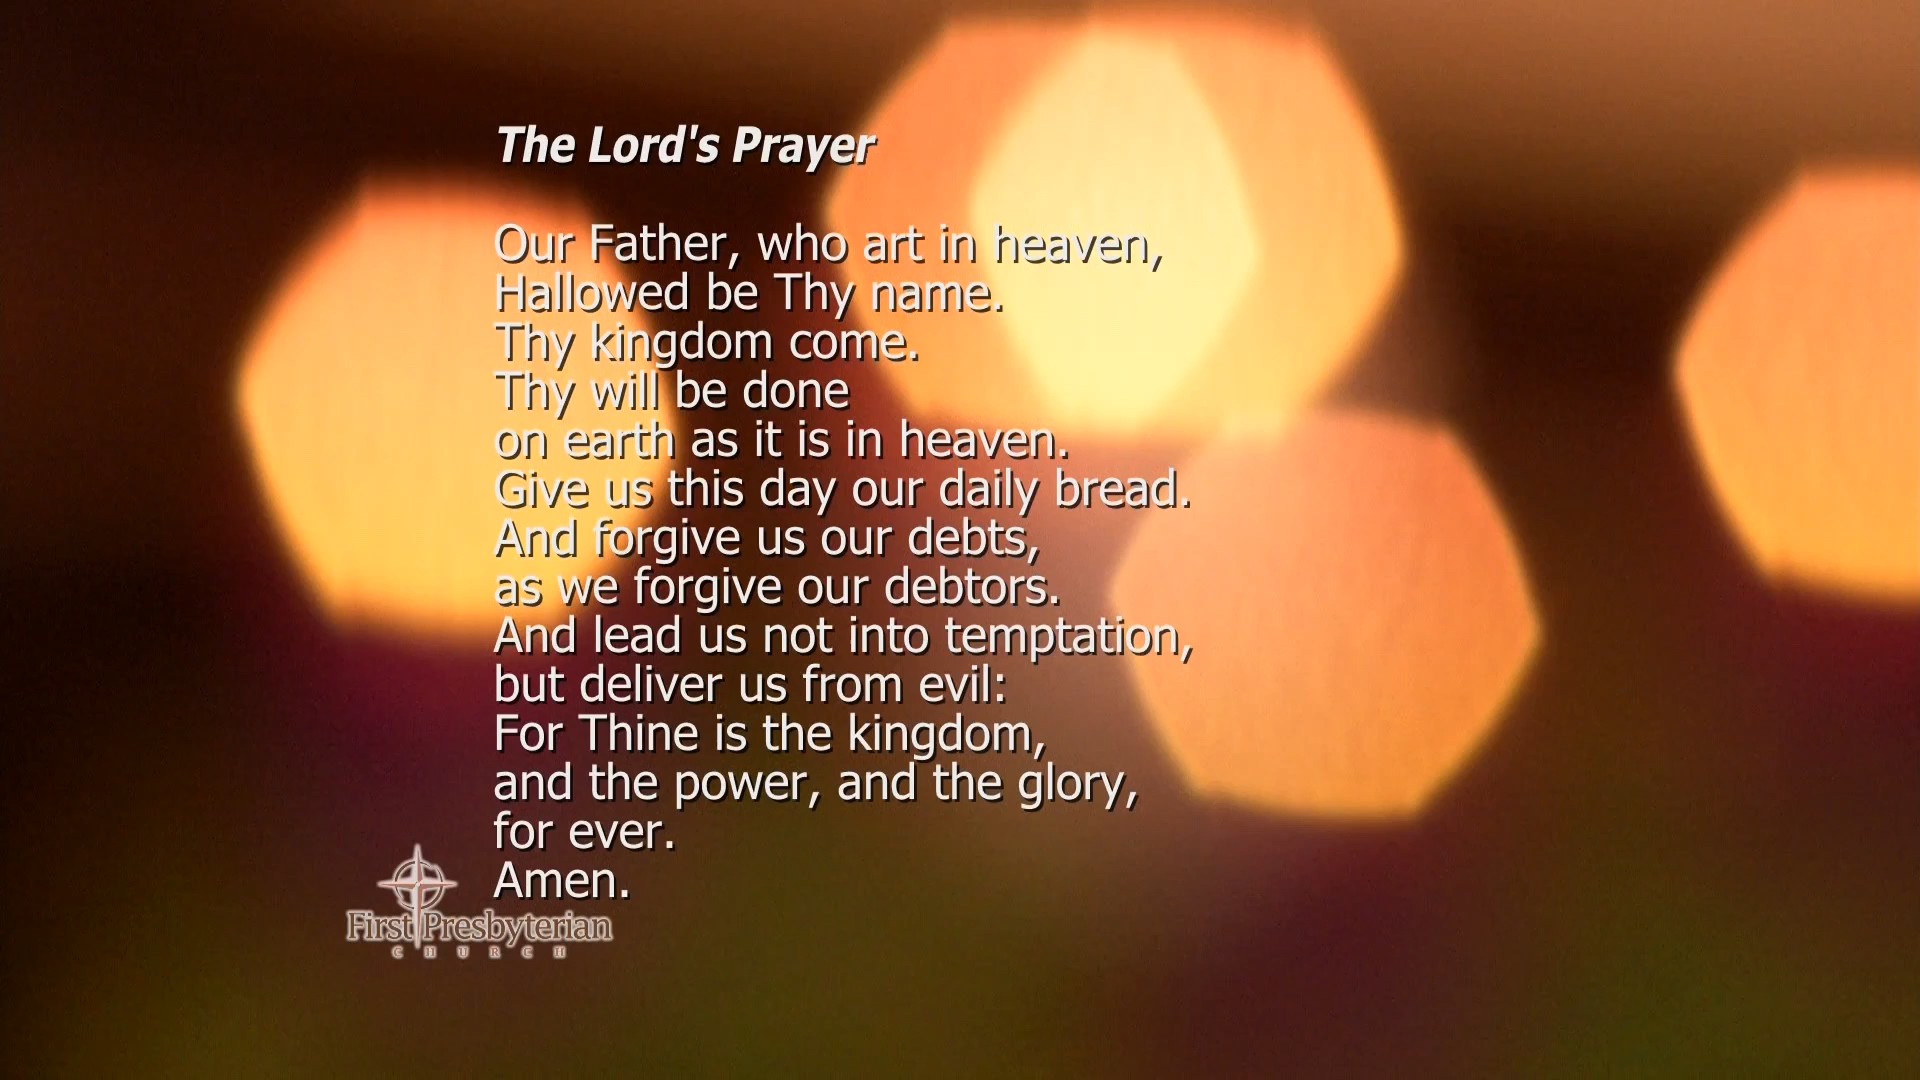 The Lord's Prayer
Our Father, who art in heaven,
Hallowed be Thy name.
Thy kingdom come.
Thy will be done
on earth as it is in heaven.
Give us this day our daily bread.
And forgive us our debts,
as we forgive our debtors.
And lead us not into temptation,
but deliver us from evil:
For Thine is the kingdom,
and the power, and the glory,
for ever.
Amen.
First Presbyterian
CHURCH